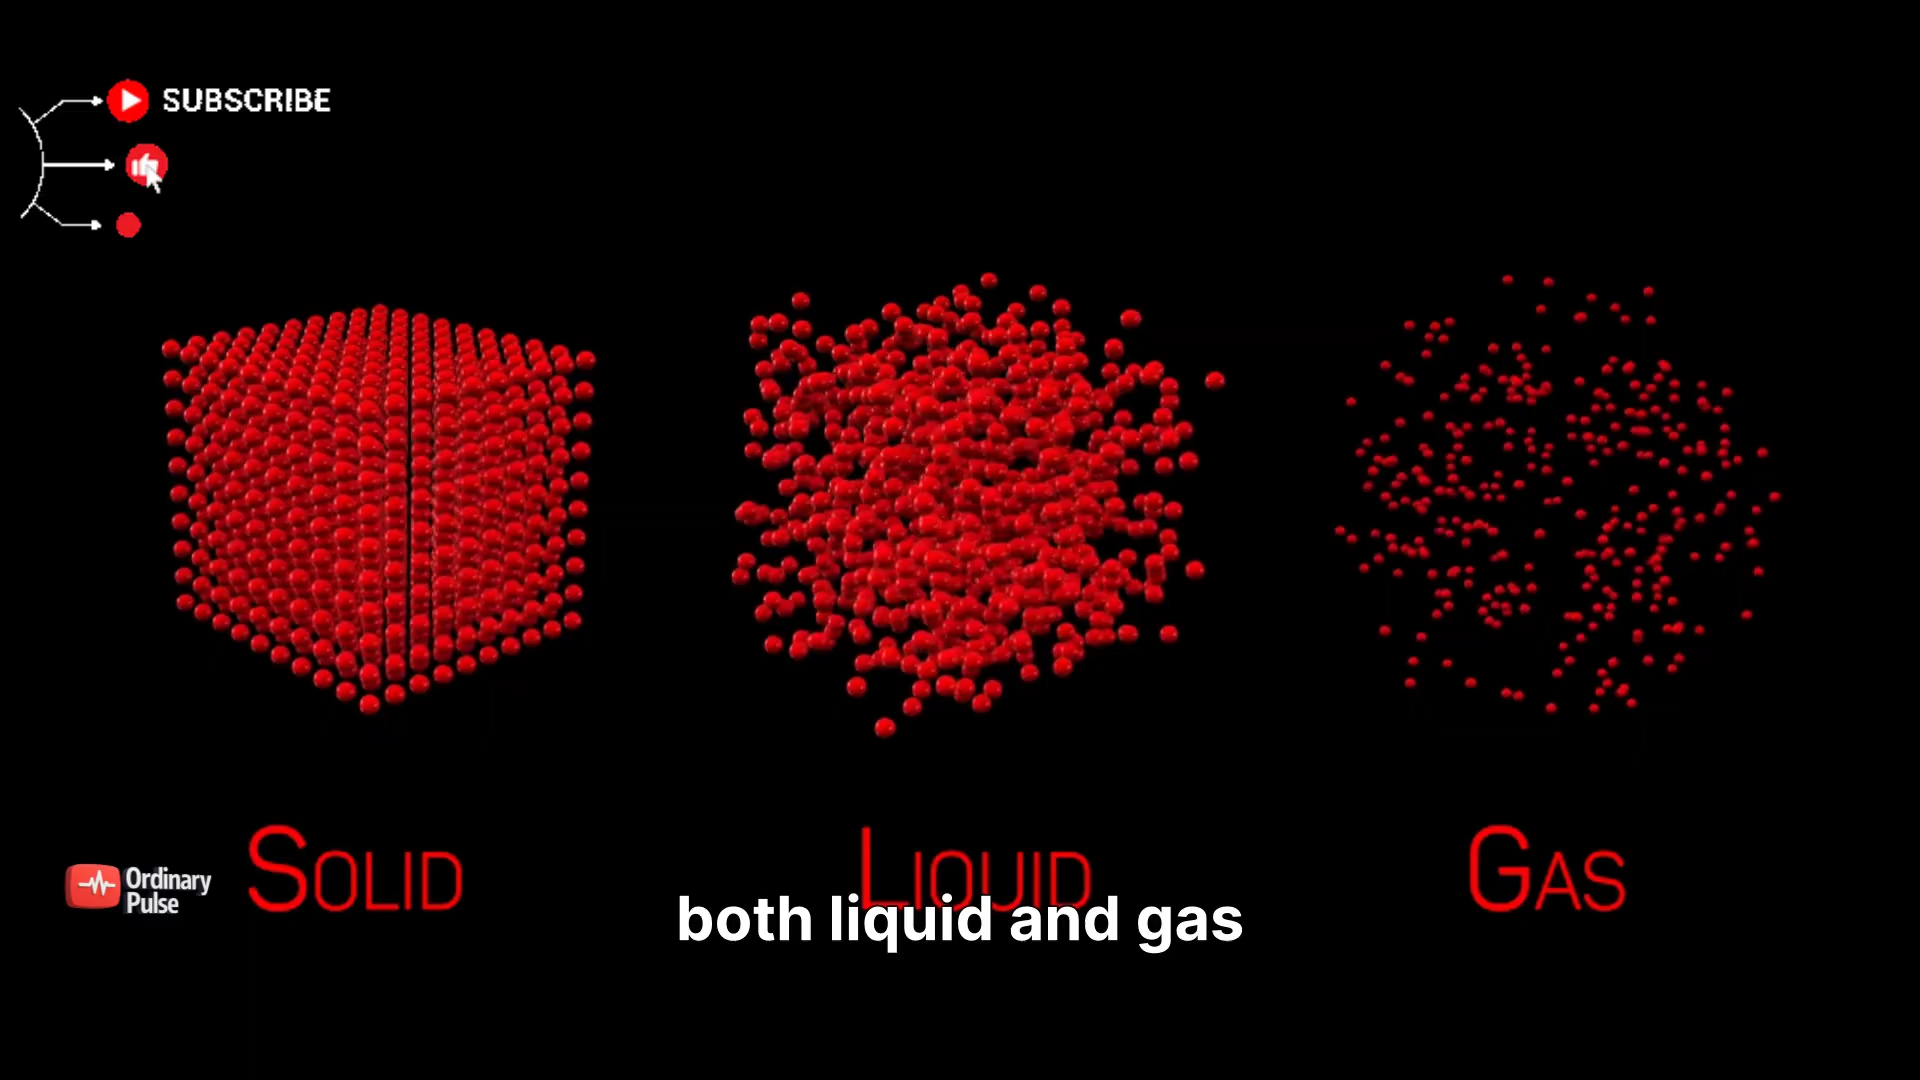 SUBSCRIBE
SOLID
LIQUID
GAS
Ordinary
Pulse
both liquid and gas